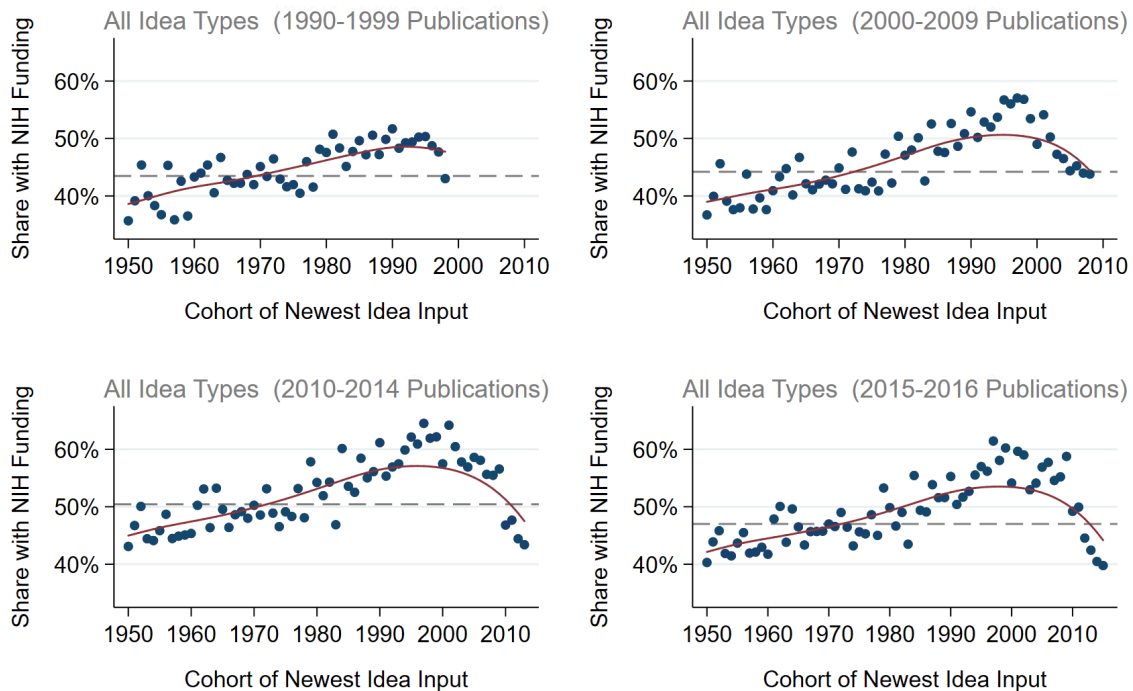 All Idea Types (1990-1999 Publications)
Share with NIH Funding
60%
50%
40%
1950 1960 1970 1980 1990 2000 2010
Cohort of Newest Idea Input
All Idea Types (2000-2009 Publications)
Share with NIH Funding
60%
50%
40%
1950 1960 1970 1980 1990 2000 2010
Cohort of Newest Idea Input
All Idea Types (2010-2014 Publications)
Share with NIH Funding
60%
50%
40%
1950 1960 1970 1980 1990 2000 2010
Cohort of Newest Idea Input
All Idea Types (2015-2016 Publications)
Share with NIH Funding
60%
50%
40%
1950 1960 1970 1980 1990 2000 2010
Cohort of Newest Idea Input